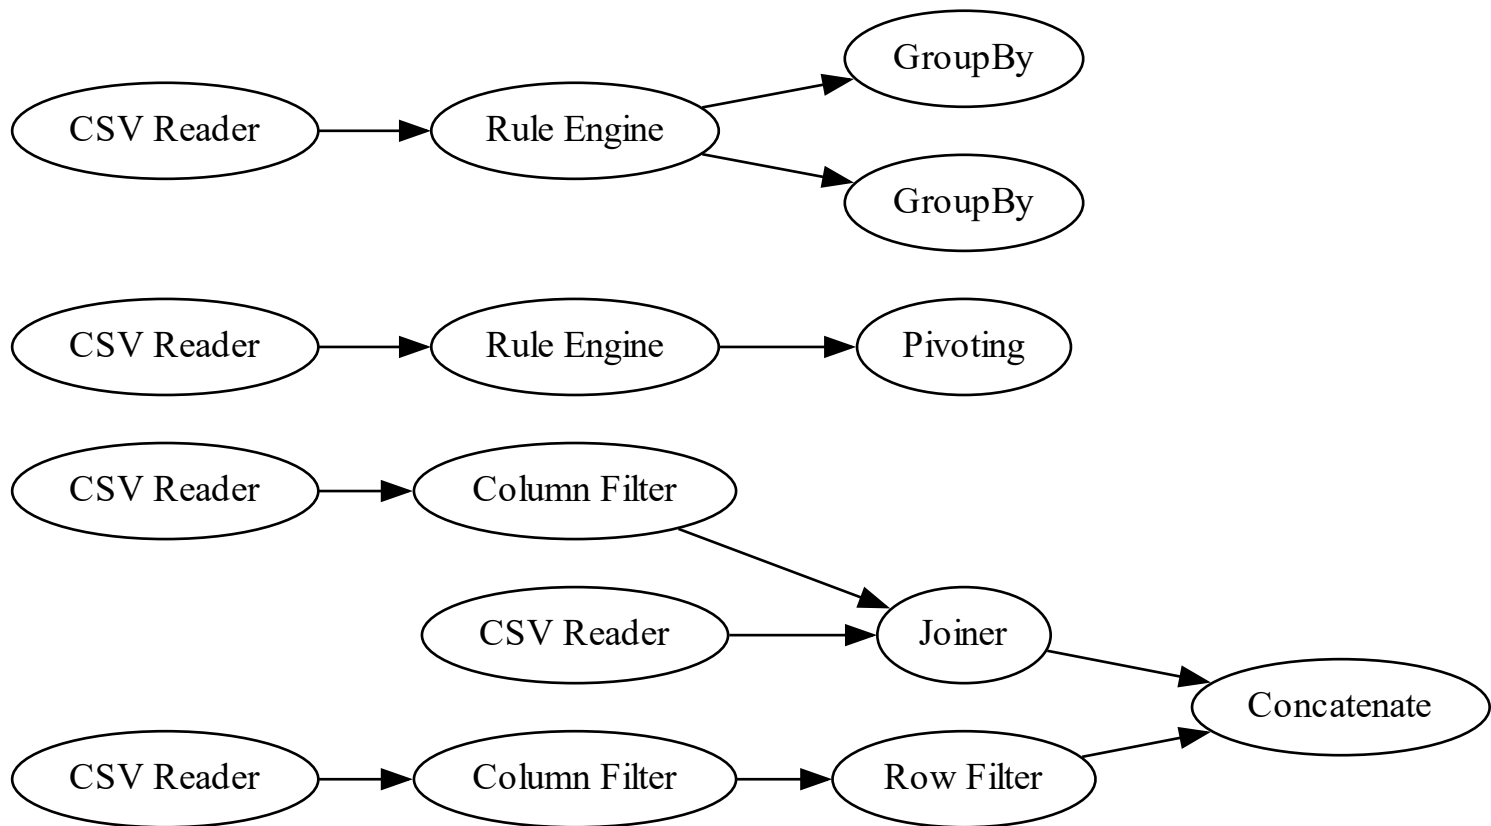 GroupBy
CSV Reader
Rule Engine
GroupBy
CSV Reader
Rule Engine
Pivoting
CSV Reader
Column Filter
CSV Reader
Joiner
Concatenate
CSV Reader
Column Filter
Row Filter